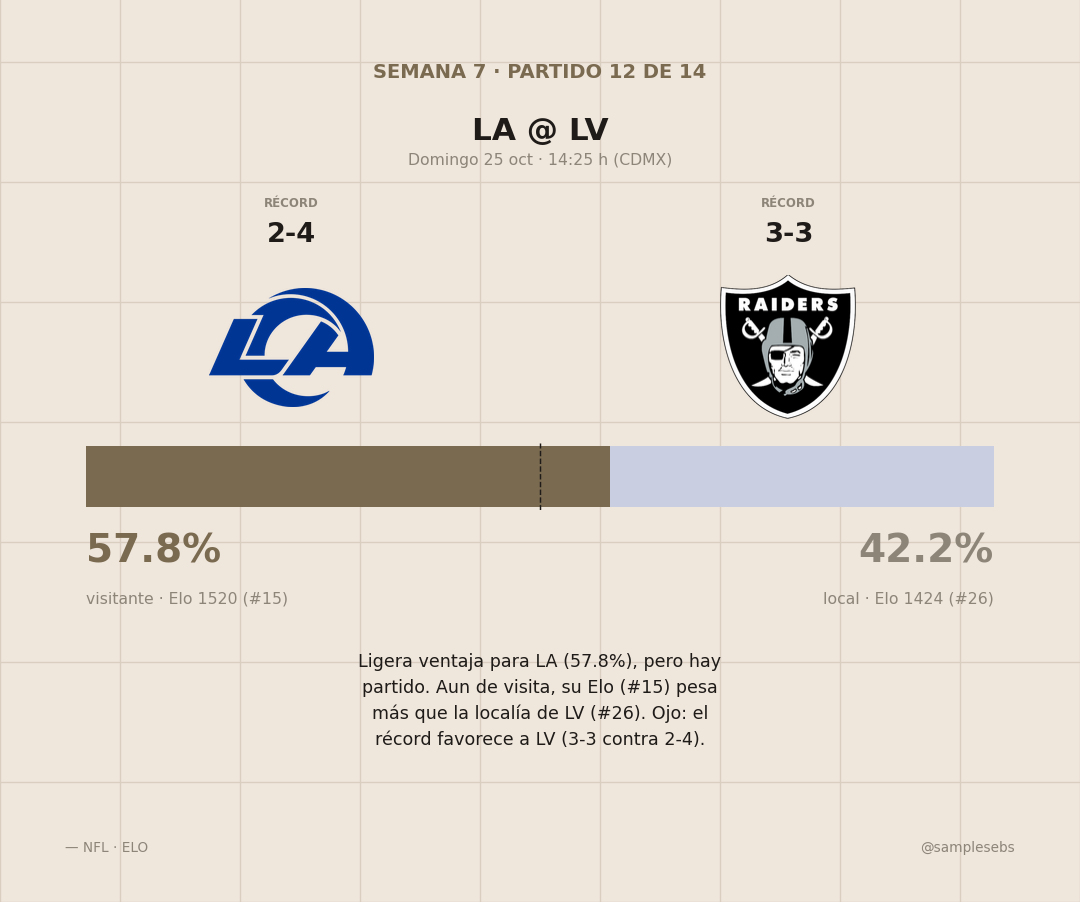 SEMANA 7 · PARTIDO 12 DE 14
LA @ LV
Domingo 25 oct · 14:25 h (CDMX)
RÉCORD
2-4
RÉCORD
3-3
LA
RAIDERS
57.8%
42.2%
visitante · Elo 1520 (#15)
local · Elo 1424 (#26)
Ligera ventaja para LA (57.8%), pero hay
partido. Aun de visita, su Elo (#15) pesa
más que la localía de LV (#26). Ojo: el
récord favorece a LV (3-3 contra 2-4).
— NFL · ELO
@samplesebs